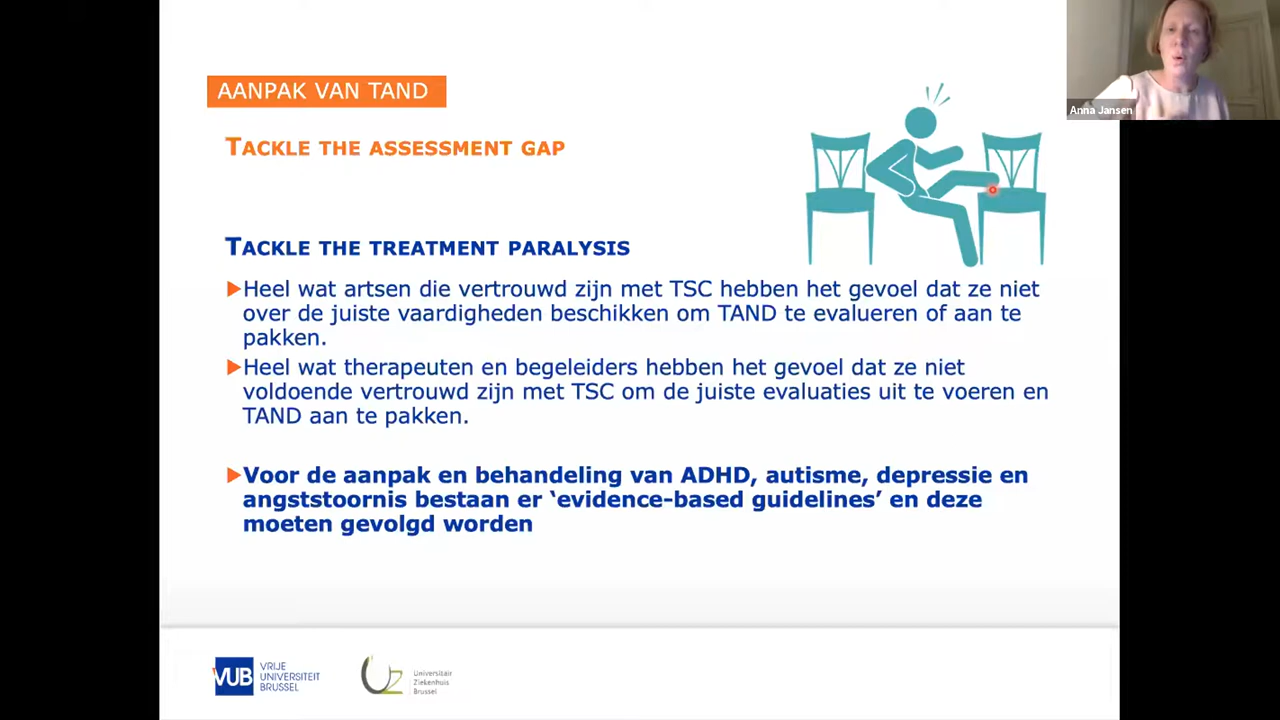 AANPAK VAN TAND
TACKLE THE ASSESSMENT GAP
TACKLE THE TREATMENT PARALYSIS
Heel wat artsen die vertrouwd zijn met TSC hebben het gevoel dat ze niet
over de juiste vaardigheden beschikken om TAND te evalueren of aan te
pakken.
Heel wat therapeuten en begeleiders hebben het gevoel dat ze niet
voldoende vertrouwd zijn met TSC om de juiste evaluaties uit te voeren en
TAND aan te pakken.
Voor de aanpak en behandeling van ADHD, autisme, depressie en
angststoornis bestaan er ‘evidence-based guidelines’ en deze
moeten gevolgd worden
Anna Jansen
VUB
VRIJE
UNIVERSITEIT
BRUSSEL
UZ
Universitair
Ziekenhuis
Brussel